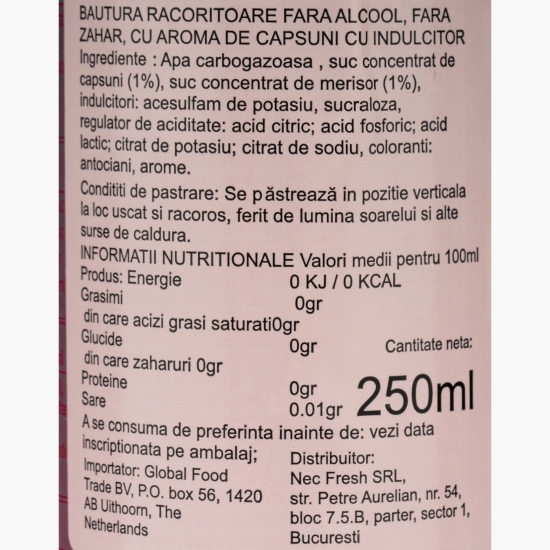 BAUTURA RACORITOARE FARA ALCOOL, FARA
ZAHAR, CU AROMA DE CAPSUNI CU INDULCITOR
Ingrediente : Apa carbogazoasa , suc concentrat de
capsuni (1%), suc concentrat de merisor (1%),
indulcitori: acesulfam de potasiu, sucraloza,
regulator de aciditate: acid citric; acid fosforic; acid
lactic; citrat de potasiu; citrat de sodiu, coloranti:
antociani, arome.
Condititi de pastrare: Se păstrează in pozitie verticala
la loc uscat si racoros, ferit de lumina soarelui si alte
surse de caldura.
INFORMATII NUTRITIONALE Valori medii pentru 100ml
Produs: Energie 0 KJ / 0 KCAL
Grasimi 0gr
din care acizi grasi saturati0gr
Glucide 0gr
din care zaharuri 0gr
Proteine 0gr
Sare 0.01gr
Cantitate neta:
250ml
A se consuma de preferinta inainte de: vezi data
inscriptionata pe ambalaj;
Importator: Global Food
Trade BV, P.O. box 56, 1420
AB Uithoorn, The
Netherlands
Distribuitor:
Nec Fresh SRL,
str. Petre Aurelian, nr. 54,
bloc 7.5.B, parter, sector 1,
Bucuresti